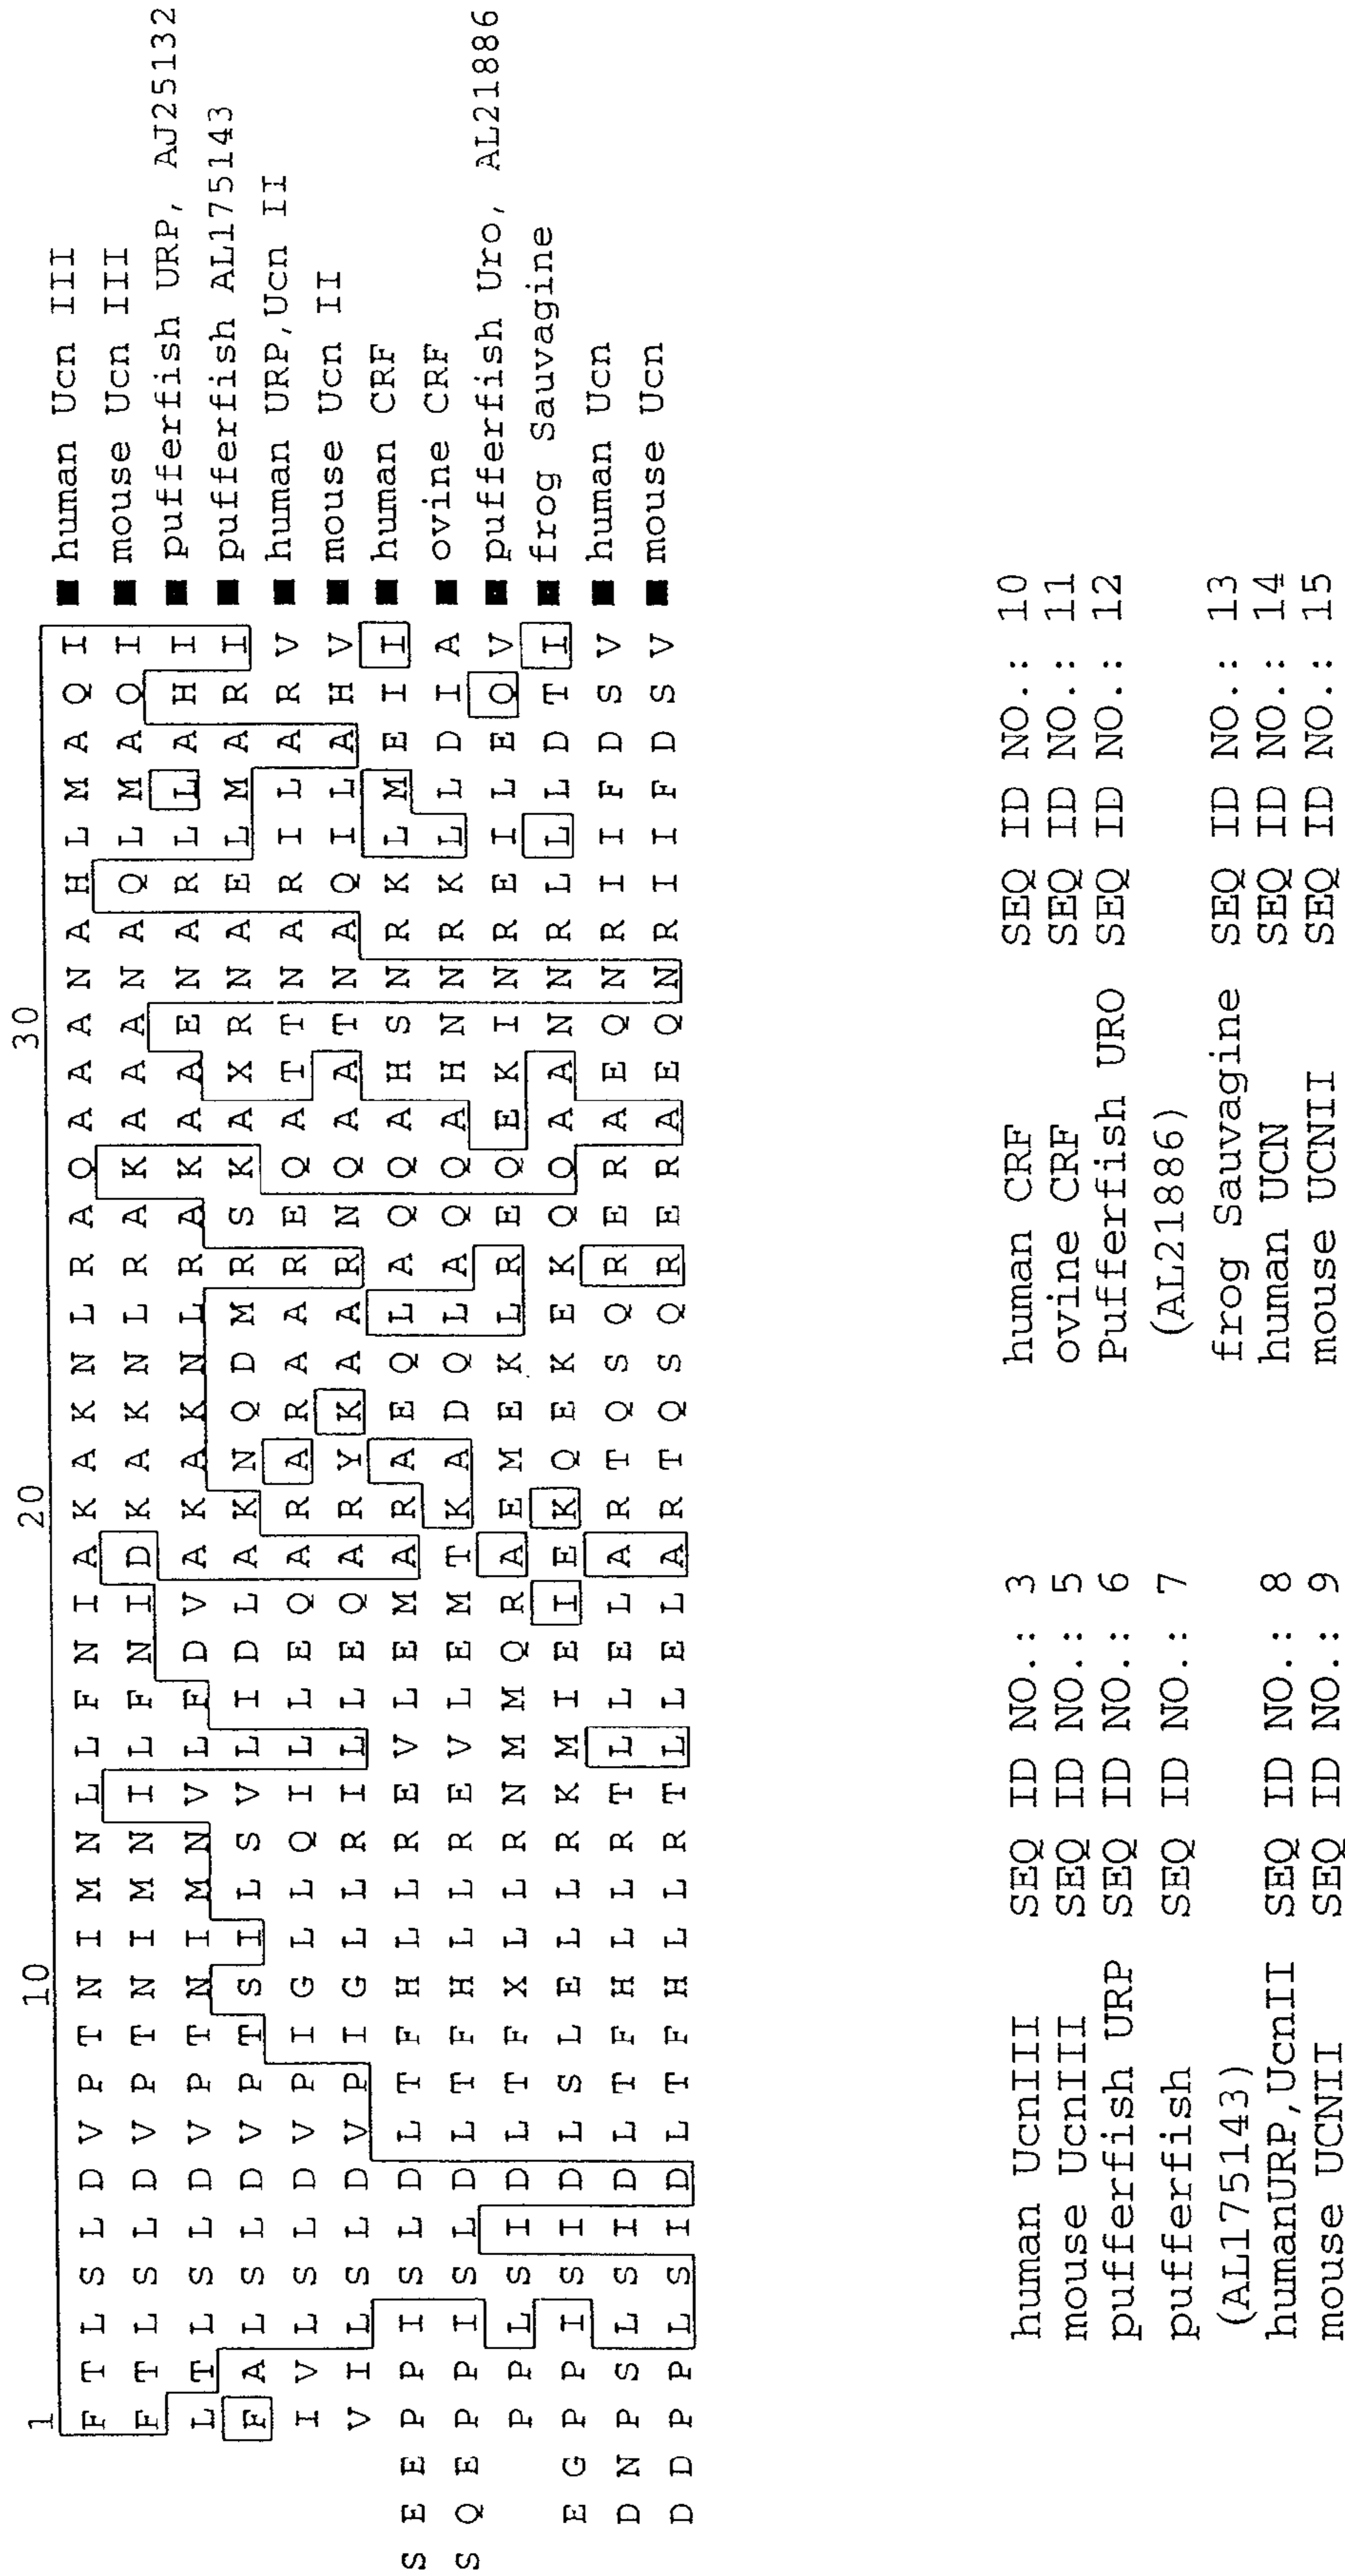 1 10 20 30
F T L S L D V P T N I M N L L F N I A K A K N L R A Q A A A N A H L M A Q I ■ human Ucn III
F T L S L D V P T N I M N I L F N I D K A K N L R A K A A A N A Q L M A Q I ■ mouse Ucn III
L T L S L D V P T N I M N V L F D V A K A K N L R A K A A E N A R L L A H I ■ pufferfish URP, AJ25132
F A L S L D V P T S I L S V L I D L A K N Q D M R S K A X R N A E L M A R I ■ pufferfish AL175143
I V L S L D V P I G L L Q I L L E Q A R A R A A R E Q A T T N A R I L A R V ■ human URP,Ucn II
V I L S L D V P I G L L R I L L E Q A R Y K A A R N Q A A T N A Q I L A H V ■ mouse Ucn II
S E E P P I S L D L T F H L L R E V L E M A R A E Q L A Q Q A H S N R K L M E I I ■ human CRF
S Q E P P I S L D L T F H L L R E V L E M T K A D Q L A Q Q A H N N R K L L D I A ■ ovine CRF
P P L S I D L T F X L L R N M M Q R A E M E K L R E Q E K I N R E I L E Q V ■ pufferfish Uro, AL21886
E G P P I S I D L S L E L L R K M I E I E K Q E K E K Q Q A A N N R L L L D T I ■ frog Sauvagine
D N P S L S I D L T F H L L R T L L E L A R T Q S Q R E R A E Q N R I I F D S V ■ human Ucn
D D P P L S I D L T F H L L R T L L E L A R T Q S Q R E R A E Q N R I I F D S V ■ mouse Ucn
human UcnIII SEQ ID NO.: 3
mouse UcnIII SEQ ID NO.: 5
pufferfish URP SEQ ID NO.: 6
pufferfish SEQ ID NO.: 7
(AL175143)
humanURP,UcnII SEQ ID NO.: 8
mouse UCNII SEQ ID NO.: 9
human CRF SEQ ID NO.: 10
ovine CRF SEQ ID NO.: 11
Pufferfish URO SEQ ID NO.: 12
(AL21886)
frog Sauvagine SEQ ID NO.: 13
human UCN SEQ ID NO.: 14
mouse UCNII SEQ ID NO.: 15